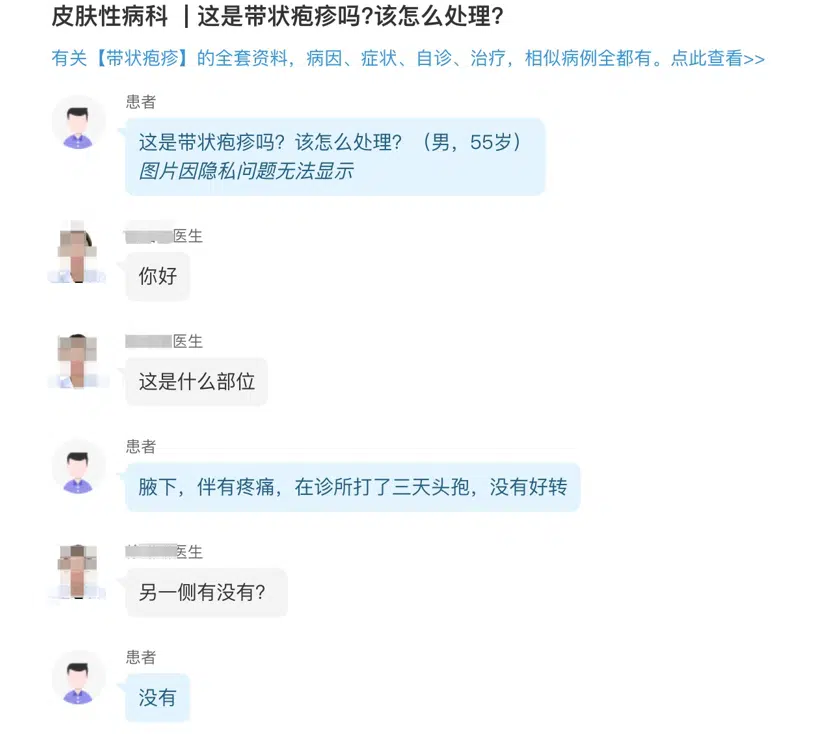 皮肤性病科 ｜这是带状疱疹吗?该怎么处理?
有关【带状疱疹】的全套资料，病因、症状、自诊、治疗，相似病例全都有。点此查看>>
患者
这是带状疱疹吗？该怎么处理？（男，55岁）
图片因隐私问题无法显示
医生
你好
医生
这是什么部位
患者
腋下，伴有疼痛，在诊所打了三天头孢，没有好转
医生
另一侧有没有？
患者
没有